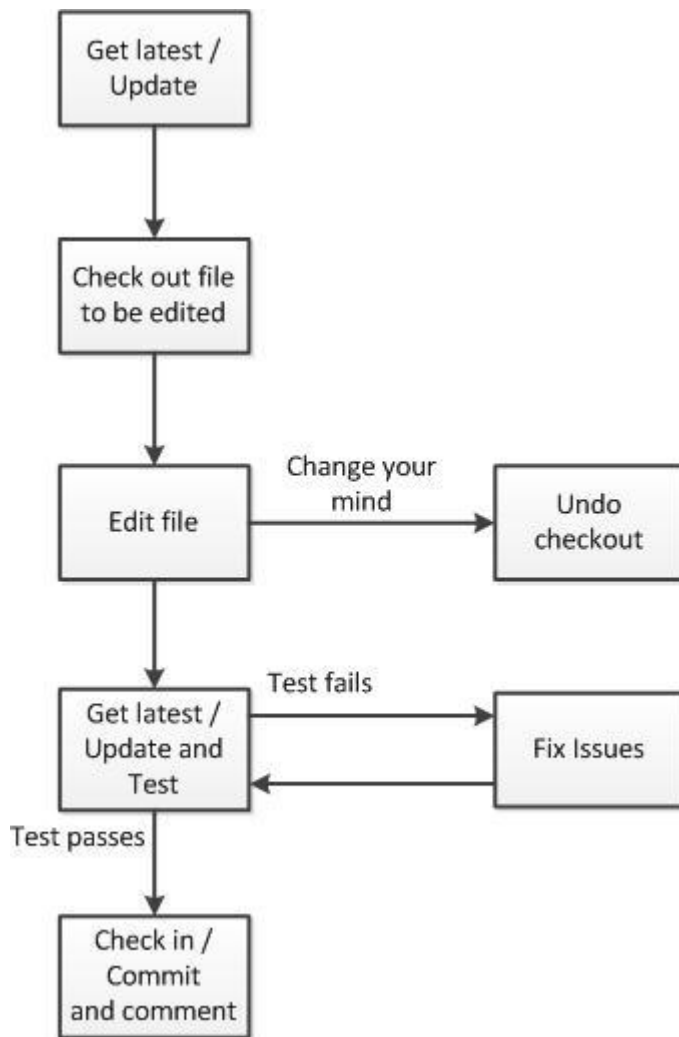 Get latest /
Update
Check out file
to be edited
Edit file
Change your
mind
Undo
checkout
Get latest /
Update and
Test
Test fails
Fix Issues
Test passes
Check in /
Commit
and comment